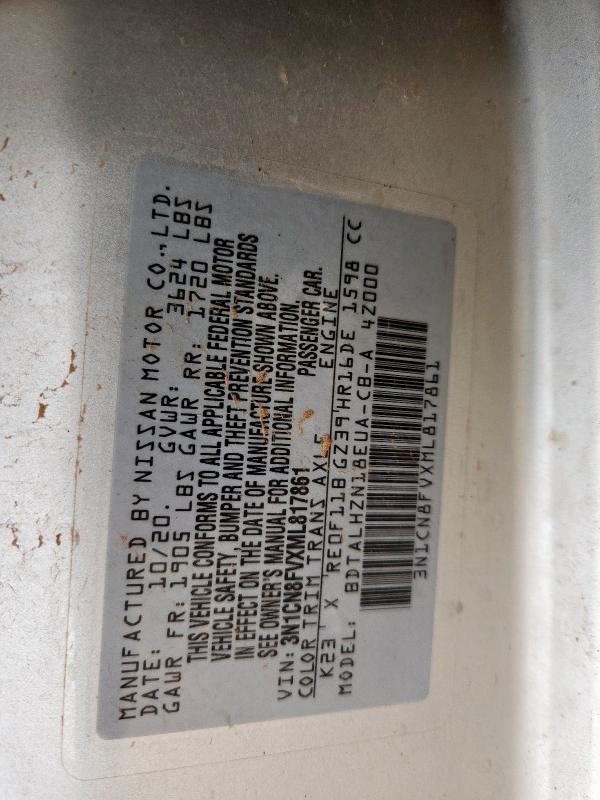 MANUFACTURED BY NISSAN MOTOR CO., LTD.
DATE: 10/20. GVWR: 3624 LBS
GAWR FR: 1905 LBS GAWR RR: 1720 LBS
THIS VEHICLE CONFORMS TO ALL APPLICABLE FEDERAL MOTOR
VEHICLE SAFETY, BUMPER AND THEFT PREVENTION STANDARDS
IN EFFECT ON THE DATE OF MANUFACTURE SHOWN ABOVE.
SEE OWNER'S MANUAL FOR ADDITIONAL INFORMATION.
VIN: 3N1CN8FVXML817861 PASSENGER CAR.
COLOR TRIM TRANS AXLE ENGINE
K23 X RE0F11B GZ39 HR16DE 1598 CC
MODEL: BDTALHZN18EUA-CB-A 4Z000
3N1CN8FVXML817861